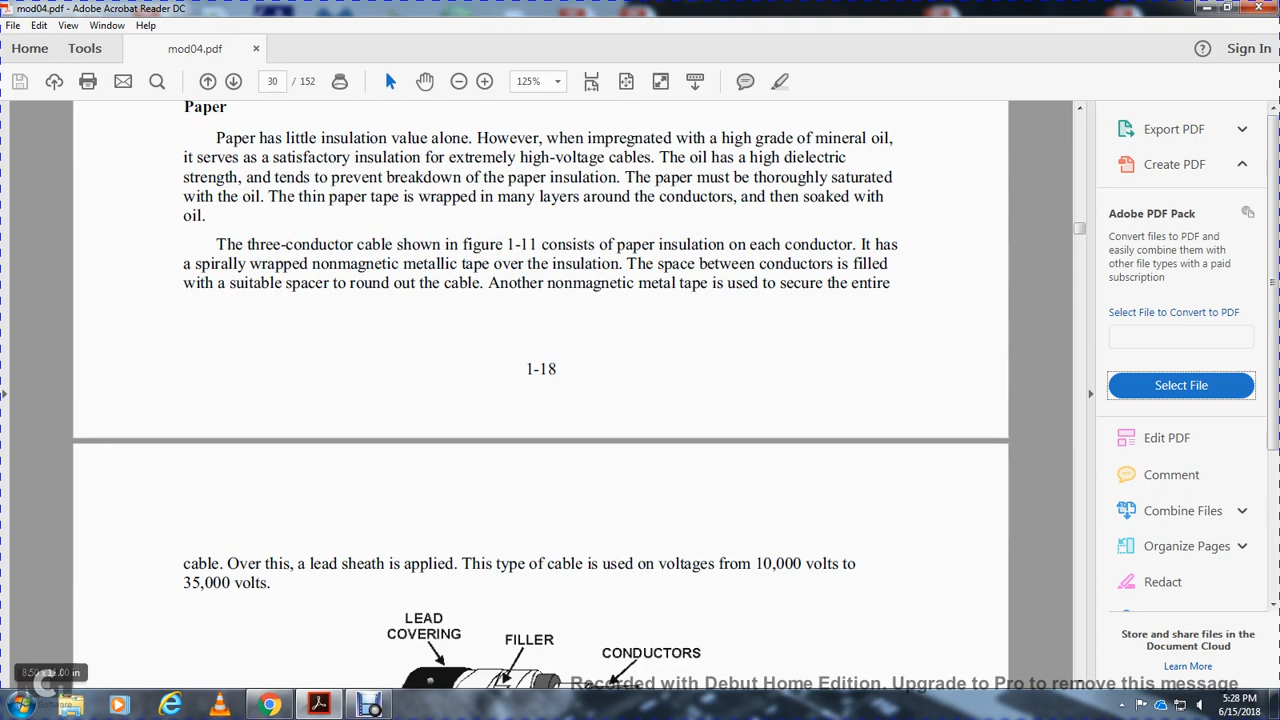 mod04.pdf - Adobe Acrobat Reader DC
File Edit View Window Help
Home Tools mod04.pdf × Sign In
30 / 152 125%
Paper
Paper has little insulation value alone. However, when impregnated with a high grade of mineral oil,
it serves as a satisfactory insulation for extremely high-voltage cables. The oil has a high dielectric
strength, and tends to prevent breakdown of the paper insulation. The paper must be thoroughly saturated
with the oil. The thin paper tape is wrapped in many layers around the conductors, and then soaked with
oil.
The three-conductor cable shown in figure 1-11 consists of paper insulation on each conductor. It has
a spirally wrapped nonmagnetic metallic tape over the insulation. The space between conductors is filled
with a suitable spacer to round out the cable. Another nonmagnetic metal tape is used to secure the entire
1-18
cable. Over this, a lead sheath is applied. This type of cable is used on voltages from 10,000 volts to
35,000 volts.
LEAD
COVERING
FILLER
CONDUCTORS
Export PDF
Create PDF
Adobe PDF Pack
Convert files to PDF and
easily combine them with
other file types with a paid
subscription
Select File to Convert to PDF
Select File
Edit PDF
Comment
Combine Files
Organize Pages
Redact
Store and share files in the
Document Cloud
Learn More
8.50 x 11.00 in
Software
Recorded with Debut Home Edition. Upgrade to Pro to remove this message
5:28 PM
6/15/2018